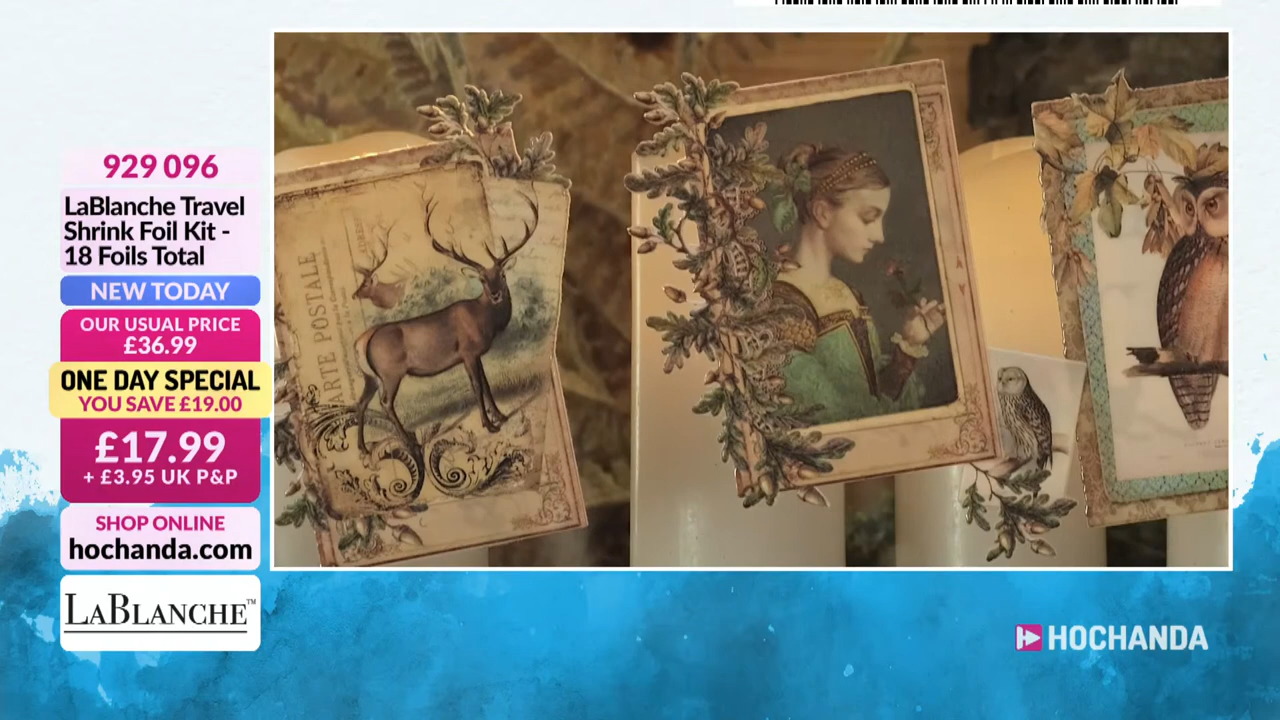 929 096
LaBlanche Travel
Shrink Foil Kit -
18 Foils Total
NEW TODAY
OUR USUAL PRICE
£36.99
ONE DAY SPECIAL
YOU SAVE £19.00
£17.99
+ £3.95 UK P&P
SHOP ONLINE
hochanda.com
LABLANCHE™
ARTE POSTALE
HOCHANDA